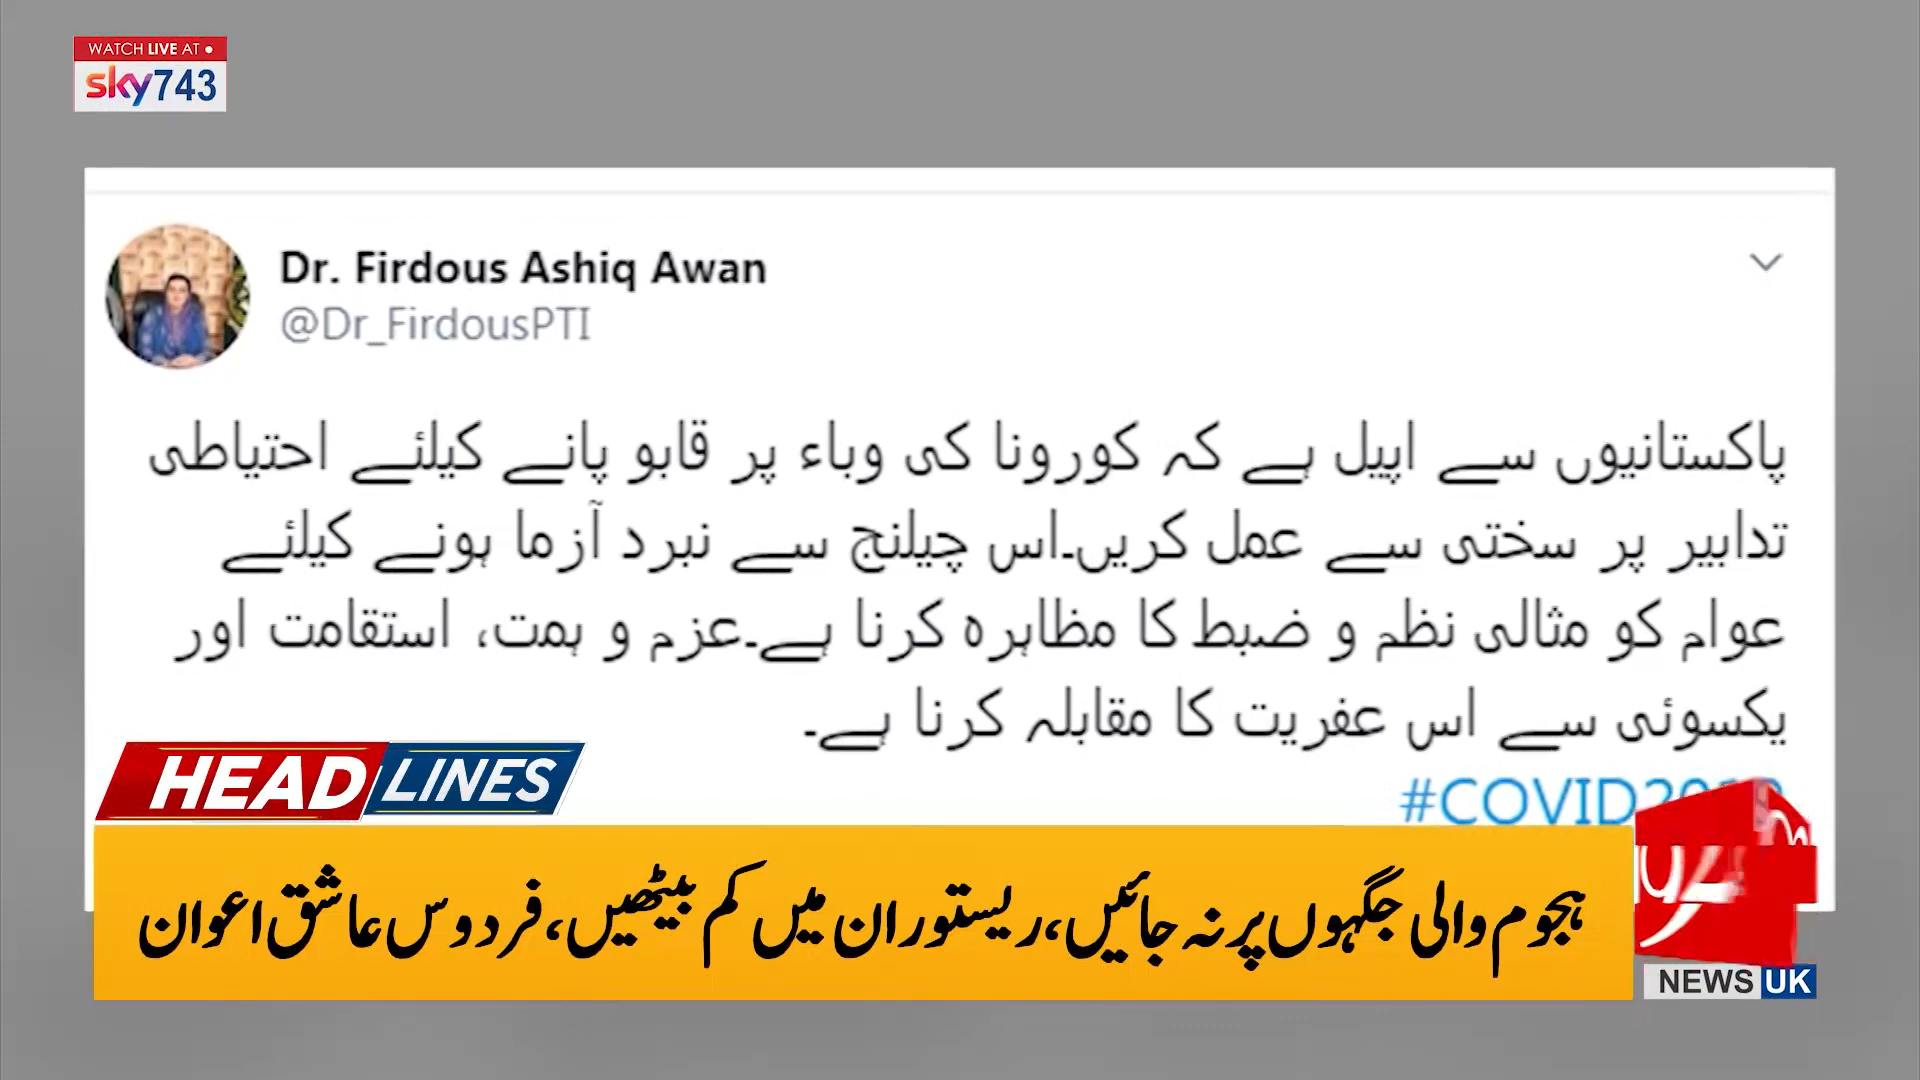 WATCH LIVE AT
sky743
Dr. Firdous Ashiq Awan
@Dr_FirdousPTI
پاکستانیوں سے اپیل ہے کہ کورونا کی وباء پر قابو پانے کیلئے احتیاطی
تدابیر پر سختی سے عمل کریں۔اس چیلنج سے نبرد آزما ہونے کیلئے
عوام کو مثالی نظم و ضبط کا مظاہرہ کرنا ہے۔عزم و ہمت، استقامت اور
یکسوئی سے اس عفریت کا مقابلہ کرنا ہے۔
HEADLINES
ہجوم والی جگہوں پر نہ جائیں، ریستوران میں کم بیٹھیں، فردوس عاشق اعوان
NEWS UK